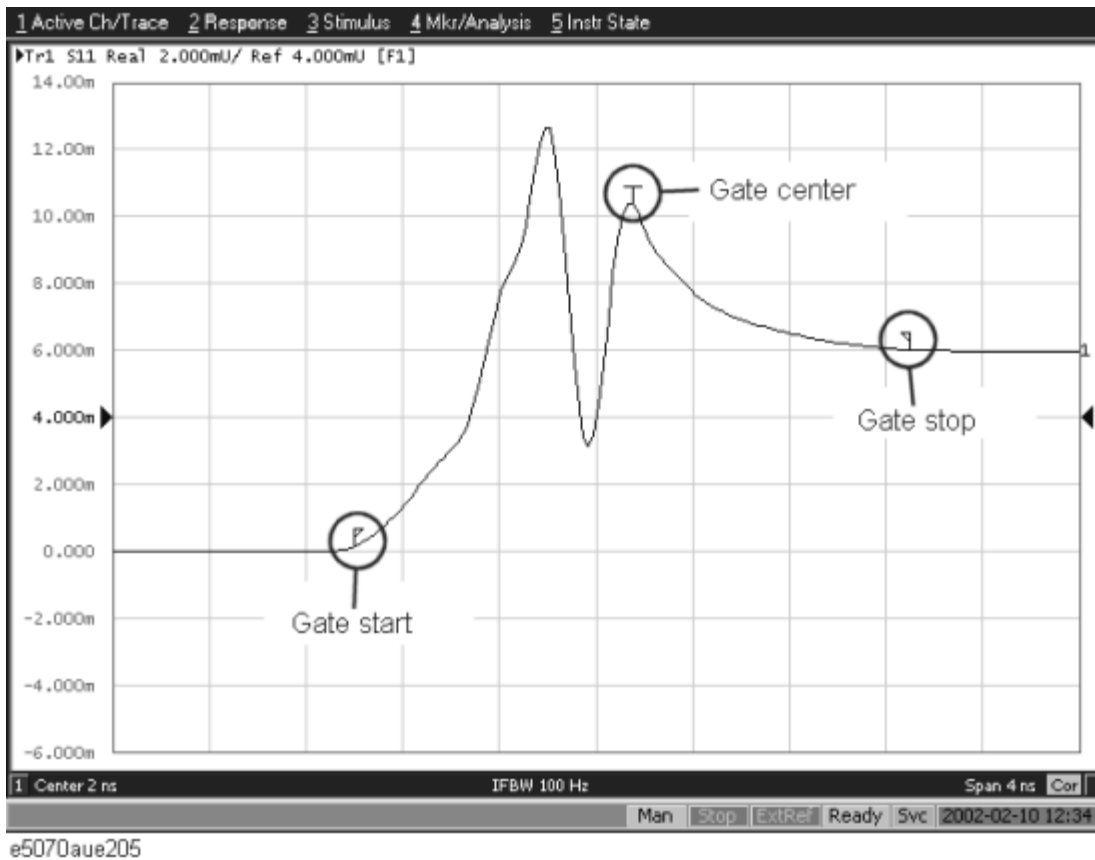 1 Active Ch/Trace 2 Response 3 Stimulus 4 Mkr/Analysis 5 Instr State
Tr1 S11 Real 2.000mU/ Ref 4.000mU [F1]
14.00m
12.00m
Gate center
10.00m
8.000m
6.000m
1
4.000m
Gate stop
2.000m
0.000
Gate start
-2.000m
-4.000m
-6.000m
1 Center 2 ns IFBW 100 Hz Span 4 ns Cor
Man Stop ExtRef Ready Svc 2002-02-10 12:34
e5070aue205